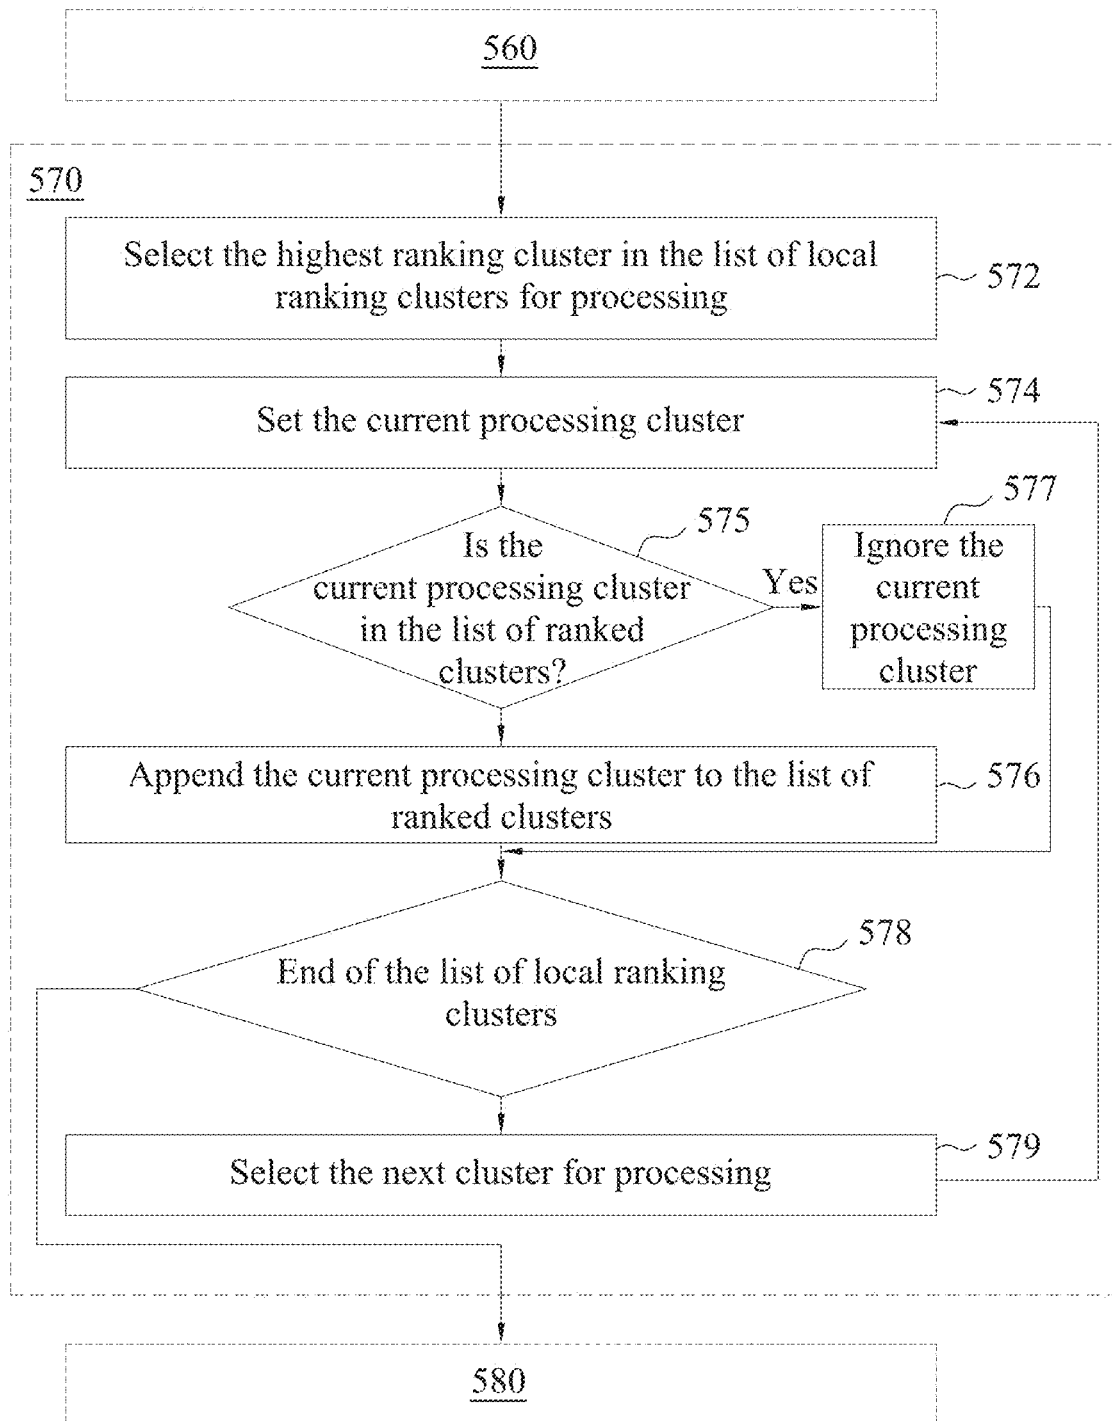 560
570
Select the highest ranking cluster in the list of local
ranking clusters for processing
572
Set the current processing cluster
574
Is the
current processing cluster
in the list of ranked
clusters?
575
Yes
577
Ignore the
current
processing
cluster
Append the current processing cluster to the list of
ranked clusters
576
End of the list of local ranking
clusters
578
Select the next cluster for processing
579
580